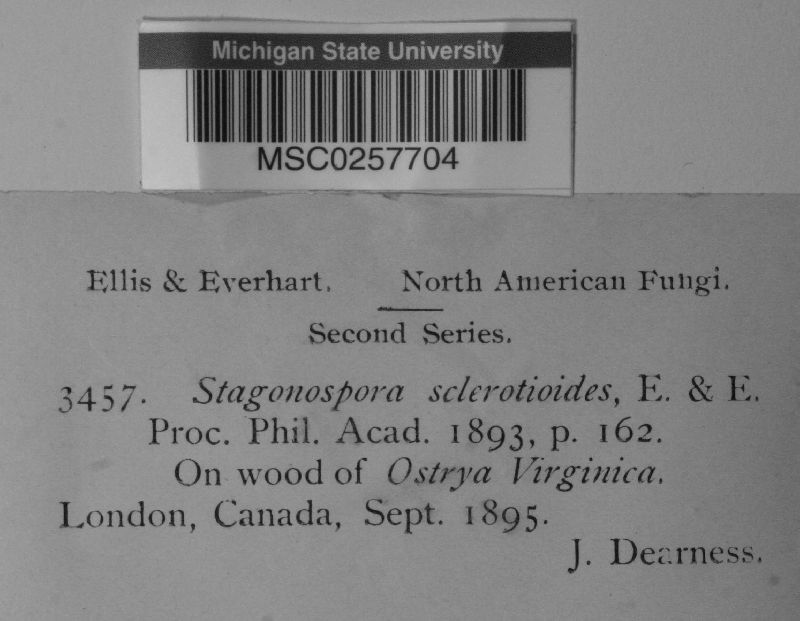 Michigan State University
MSC0257704
Ellis & Everhart. North American Fungi.
Second Series.
3457. Stagonospora sclerotioides, E. & E.
Proc. Phil. Acad. 1893, p. 162.
On wood of Ostrya Virginica.
London, Canada, Sept. 1895.
J. Dearness.